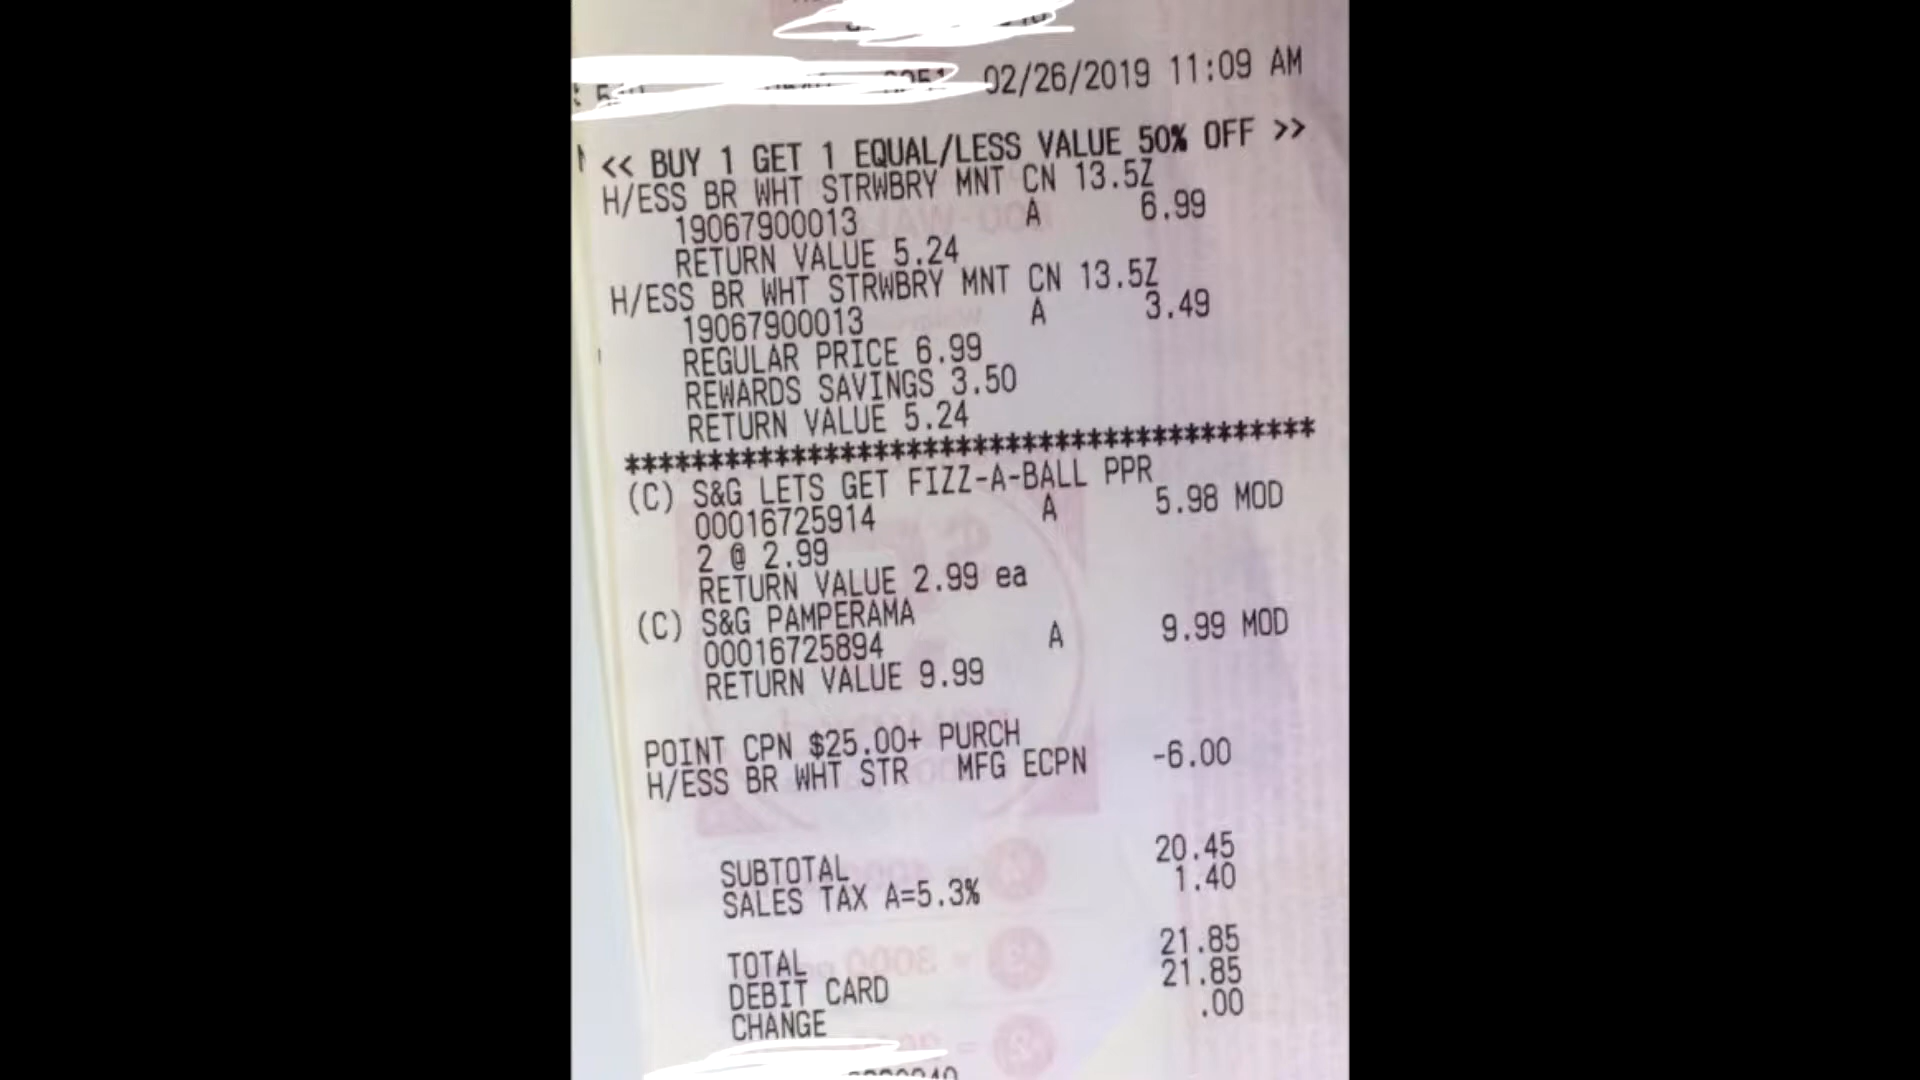 02/26/2019 11:09 AM
<< BUY 1 GET 1 EQUAL/LESS VALUE 50% OFF >>
H/ESS BR WHT STRWBRY MNT CN 13.5Z
19067900013 A 6.99
RETURN VALUE 5.24
H/ESS BR WHT STRWBRY MNT CN 13.5Z
19067900013 A 3.49
REGULAR PRICE 6.99
REWARDS SAVINGS 3.50
RETURN VALUE 5.24
******************************************
(C) S&G LETS GET FIZZ-A-BALL PPR
00016725914 A 5.98 MOD
2 @ 2.99
RETURN VALUE 2.99 ea
(C) S&G PAMPERAMA
00016725894 A 9.99 MOD
RETURN VALUE 9.99
POINT CPN $25.00+ PURCH
H/ESS BR WHT STR MFG ECPN -6.00
SUBTOTAL 20.45
SALES TAX A=5.3% 1.40
TOTAL 21.85
DEBIT CARD 21.85
CHANGE .00